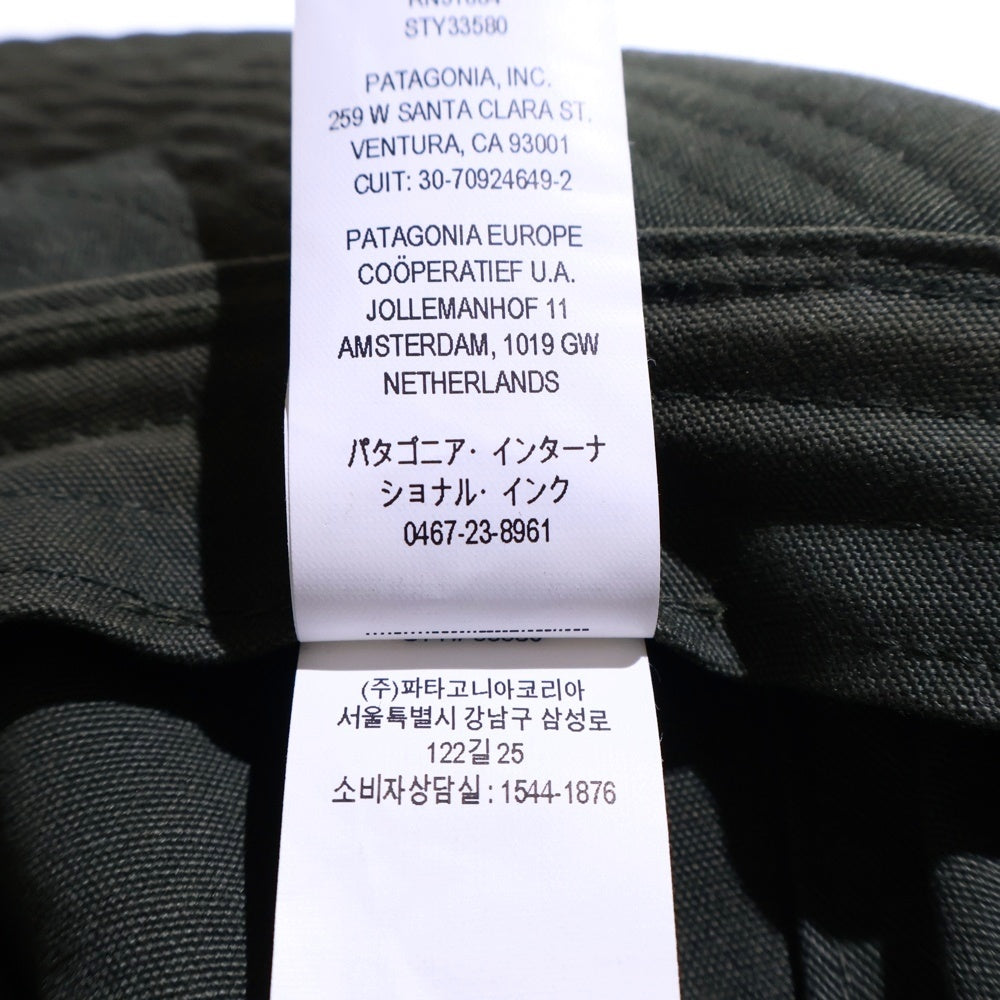 STY33580
PATAGONIA, INC.
259 W SANTA CLARA ST.
VENTURA, CA 93001
CUIT: 30-70924649-2
PATAGONIA EUROPE
COÖPERATIEF U.A.
JOLLEMANHOF 11
AMSTERDAM, 1019 GW
NETHERLANDS
パタゴニア· インターナ
ショナル· インク
0467-23-8961
(주)파타고니아코리아
서울특별시 강남구 삼성로
122길 25
소비자상담실 : 1544-1876